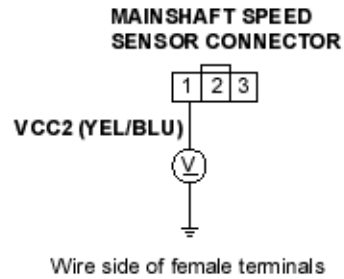 MAINSHAFT SPEED
SENSOR CONNECTOR
1 2 3
VCC2 (YEL/BLU)
V
Wire side of female terminals